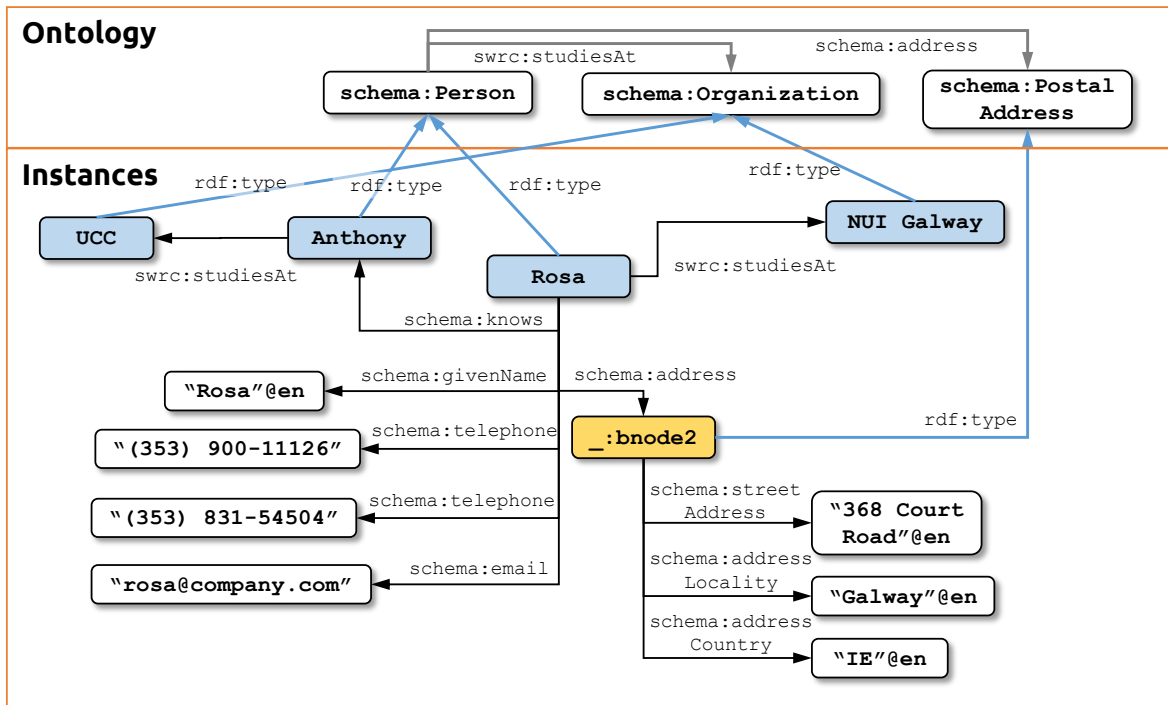 Ontology
schema:address
swrc:studiesAt
schema:Person
schema:Organization
schema:Postal
Address
Instances
rdf:type
rdf:type
rdf:type
rdf:type
UCC
Anthony
NUI Galway
swrc:studiesAt
Rosa
swrc:studiesAt
schema:knows
schema:givenName
schema:address
“Rosa”@en
rdf:type
schema:telephone
_:bnode2
“(353) 900-11126”
schema:street
Address
schema:telephone
“(353) 831-54504”
“368 Court
Road”@en
schema:address
Locality
schema:email
“rosa@company.com”
“Galway”@en
schema:address
Country
“IE”@en